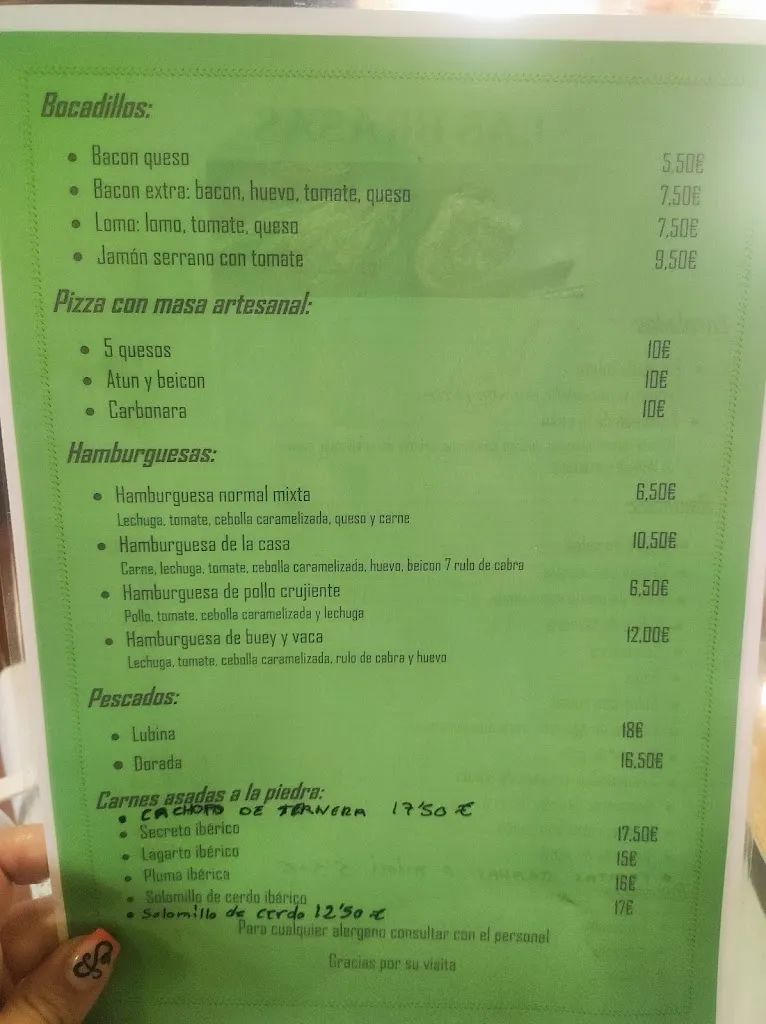 Bocadillos:
• Bacon queso 5,50€
• Bacon extra: bacon, huevo, tomate, queso 7,50€
• Lomo: lomo, tomate, queso 7,50€
• Jamón serrano con tomate 9,50€
Pizza con masa artesanal:
• 5 quesos 10€
• Atun y beicon 10€
• Carbonara 10€
Hamburguesas:
• Hamburguesa normal mixta 6,50€
Lechuga, tomate, cebolla caramelizada, queso y carne
• Hamburguesa de la casa 10,50€
Carne, lechuga, tomate, cebolla caramelizada, huevo, beicon 7 rulo de cabra
• Hamburguesa de pollo crujiente 6,50€
Pollo, tomate, cebolla caramelizada y lechuga
• Hamburguesa de buey y vaca 12,00€
Lechuga, tomate, cebolla caramelizada, rulo de cabra y huevo
Pescados:
• Lubina 18€
• Dorada 16,50€
Carnes asadas a la piedra:
• CACHOPO DE TERNERA 17'50 €
• Secreto ibérico 17,50€
• Lagarto ibérico 15€
• Pluma ibérica 16€
• Solomillo de cerdo ibérico 17€
• Solomillo de cerdo 12'50 €
Para cualquier alergeno consultar con el personal
Gracias por su visita